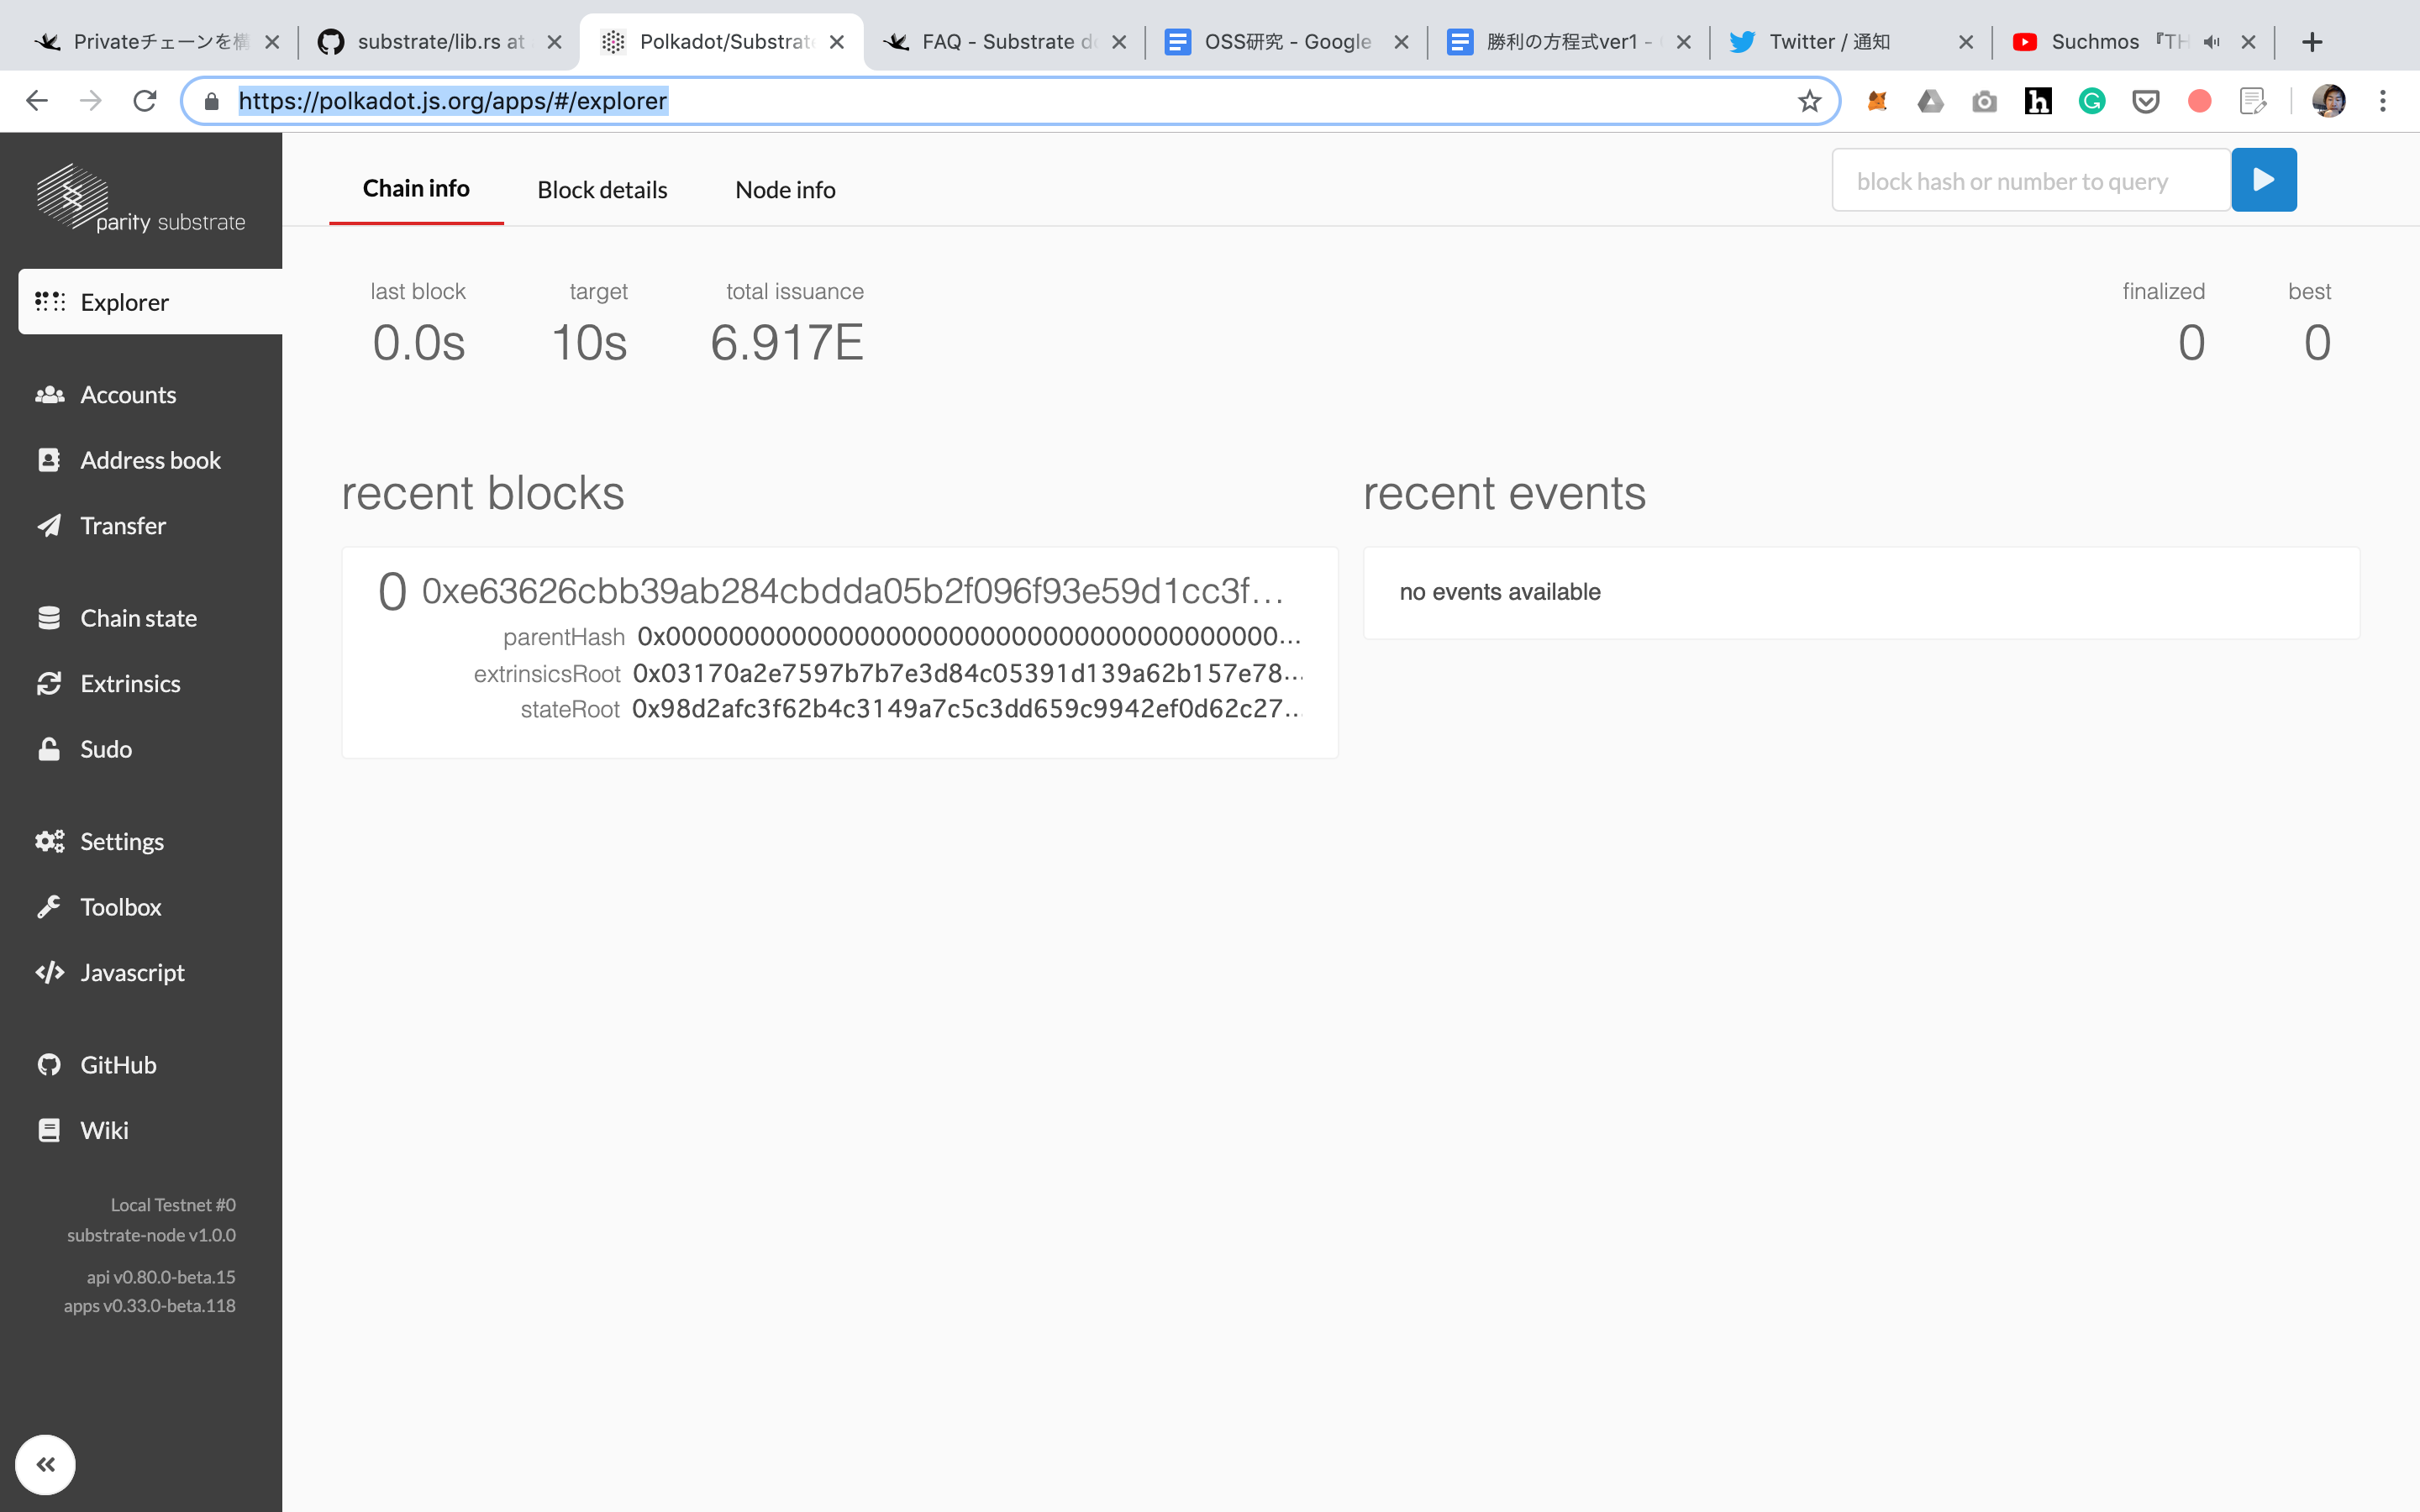 Privateチェーンを構
substrate/lib.rs at
Polkadot/Substrate
FAQ - Substrate do
OSS研究 - Google
勝利の方程式ver1 -
Twitter / 通知
Suchmos 『TH
https://polkadot.js.org/apps/#/explorer
parity substrate
Chain info
Block details
Node info
block hash or number to query
Explorer
Accounts
Address book
Transfer
Chain state
Extrinsics
Sudo
Settings
Toolbox
Javascript
GitHub
Wiki
Local Testnet #0
substrate-node v1.0.0
api v0.80.0-beta.15
apps v0.33.0-beta.118
last block
0.0s
target
10s
total issuance
6.917E
finalized
0
best
0
recent blocks
0 0xe63626cbb39ab284cbdda05b2f096f93e59d1cc3f...
parentHash 0x00000000000000000000000000000000000000...
extrinsicsRoot 0x03170a2e7597b7b7e3d84c05391d139a62b157e78...
stateRoot 0x98d2afc3f62b4c3149a7c5c3dd659c9942ef0d62c27...
recent events
no events available